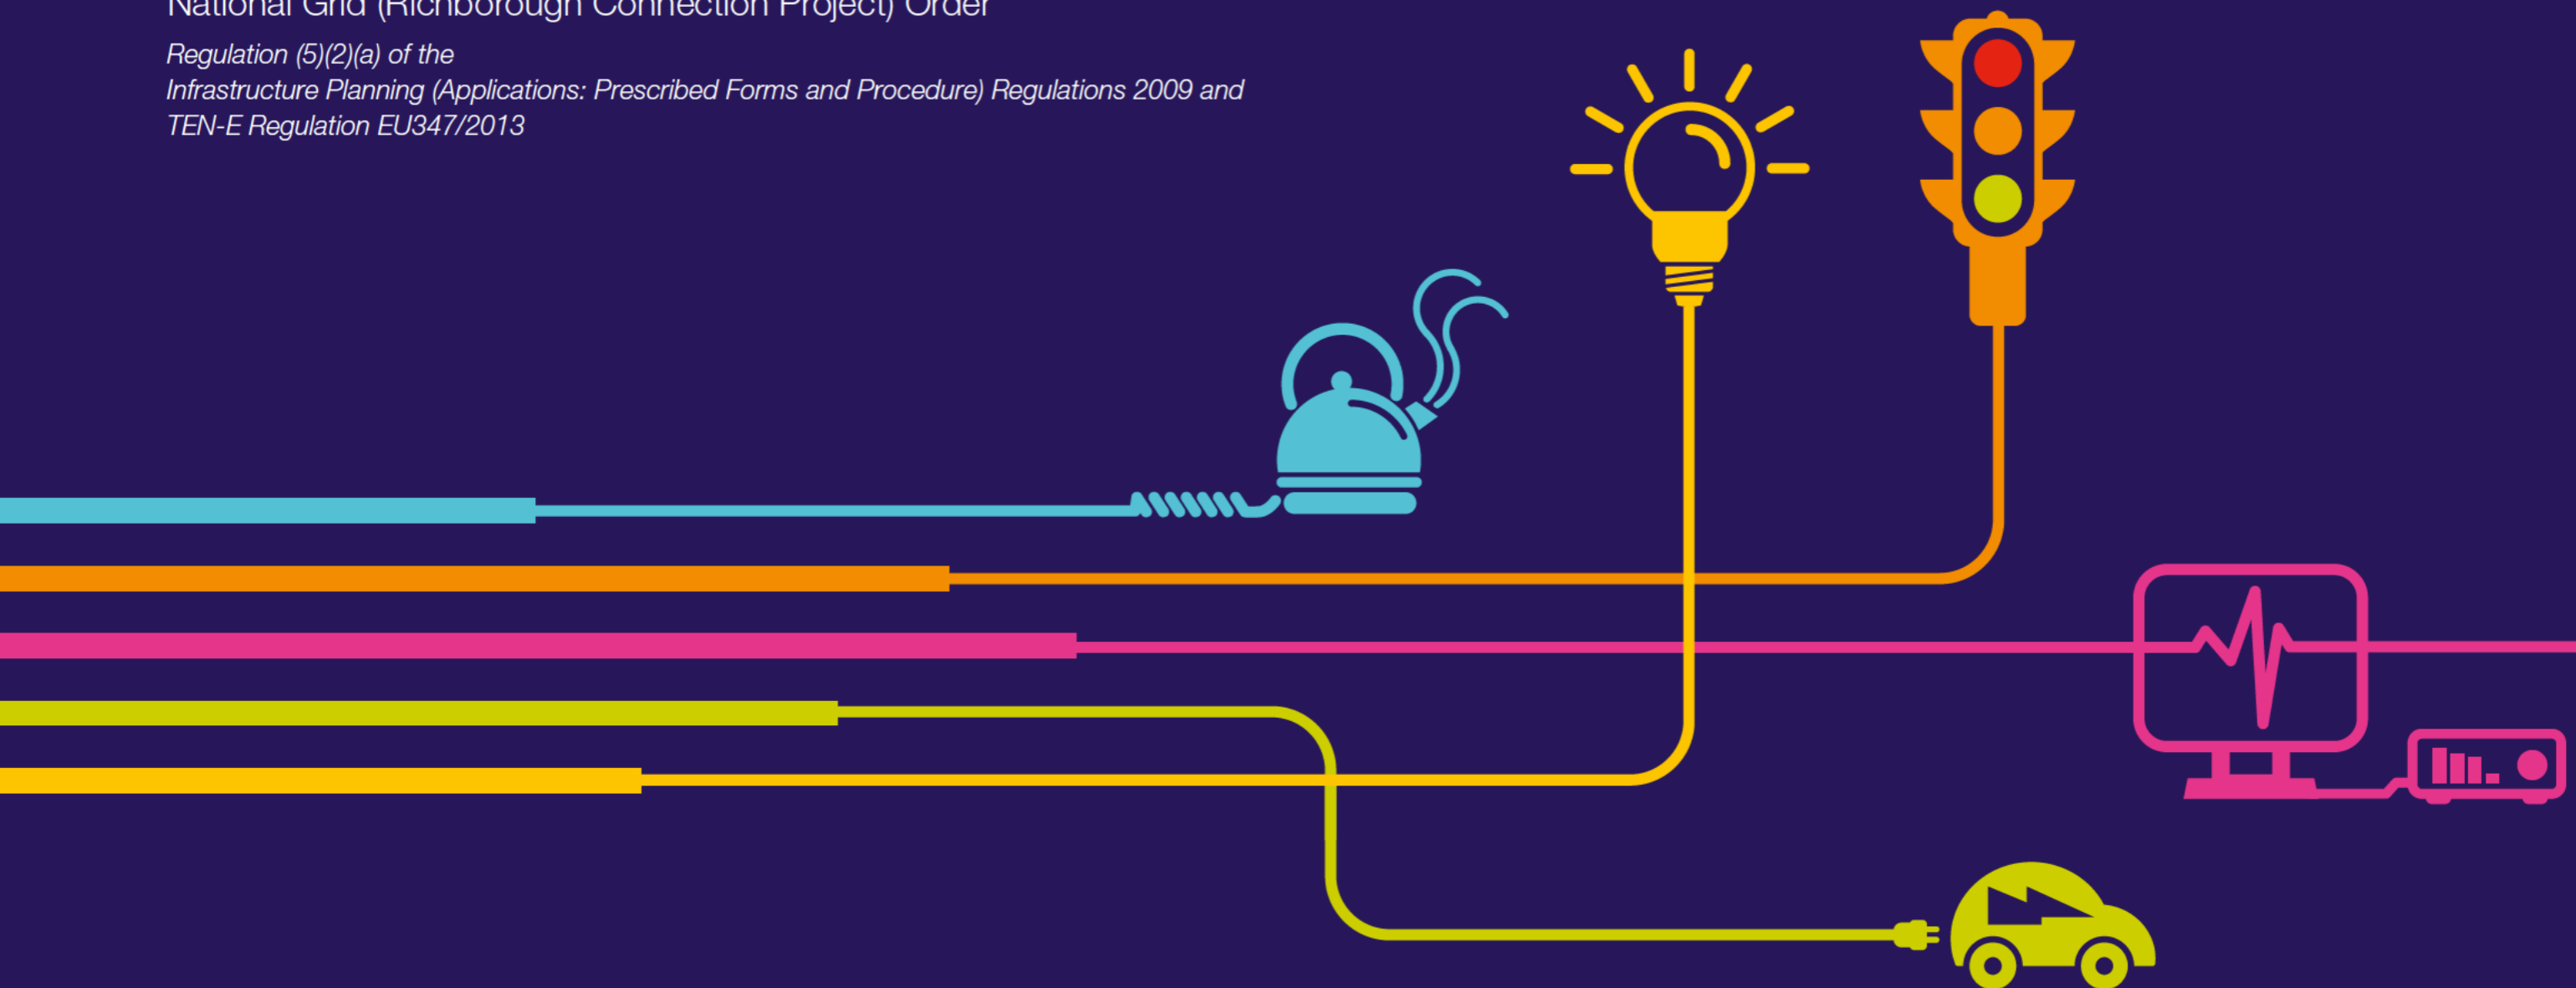 National Grid (Richborough Connection Project) Order
Regulation (5)(2)(a) of the
Infrastructure Planning (Applications: Prescribed Forms and Procedure) Regulations 2009 and
TEN-E Regulation EU347/2013